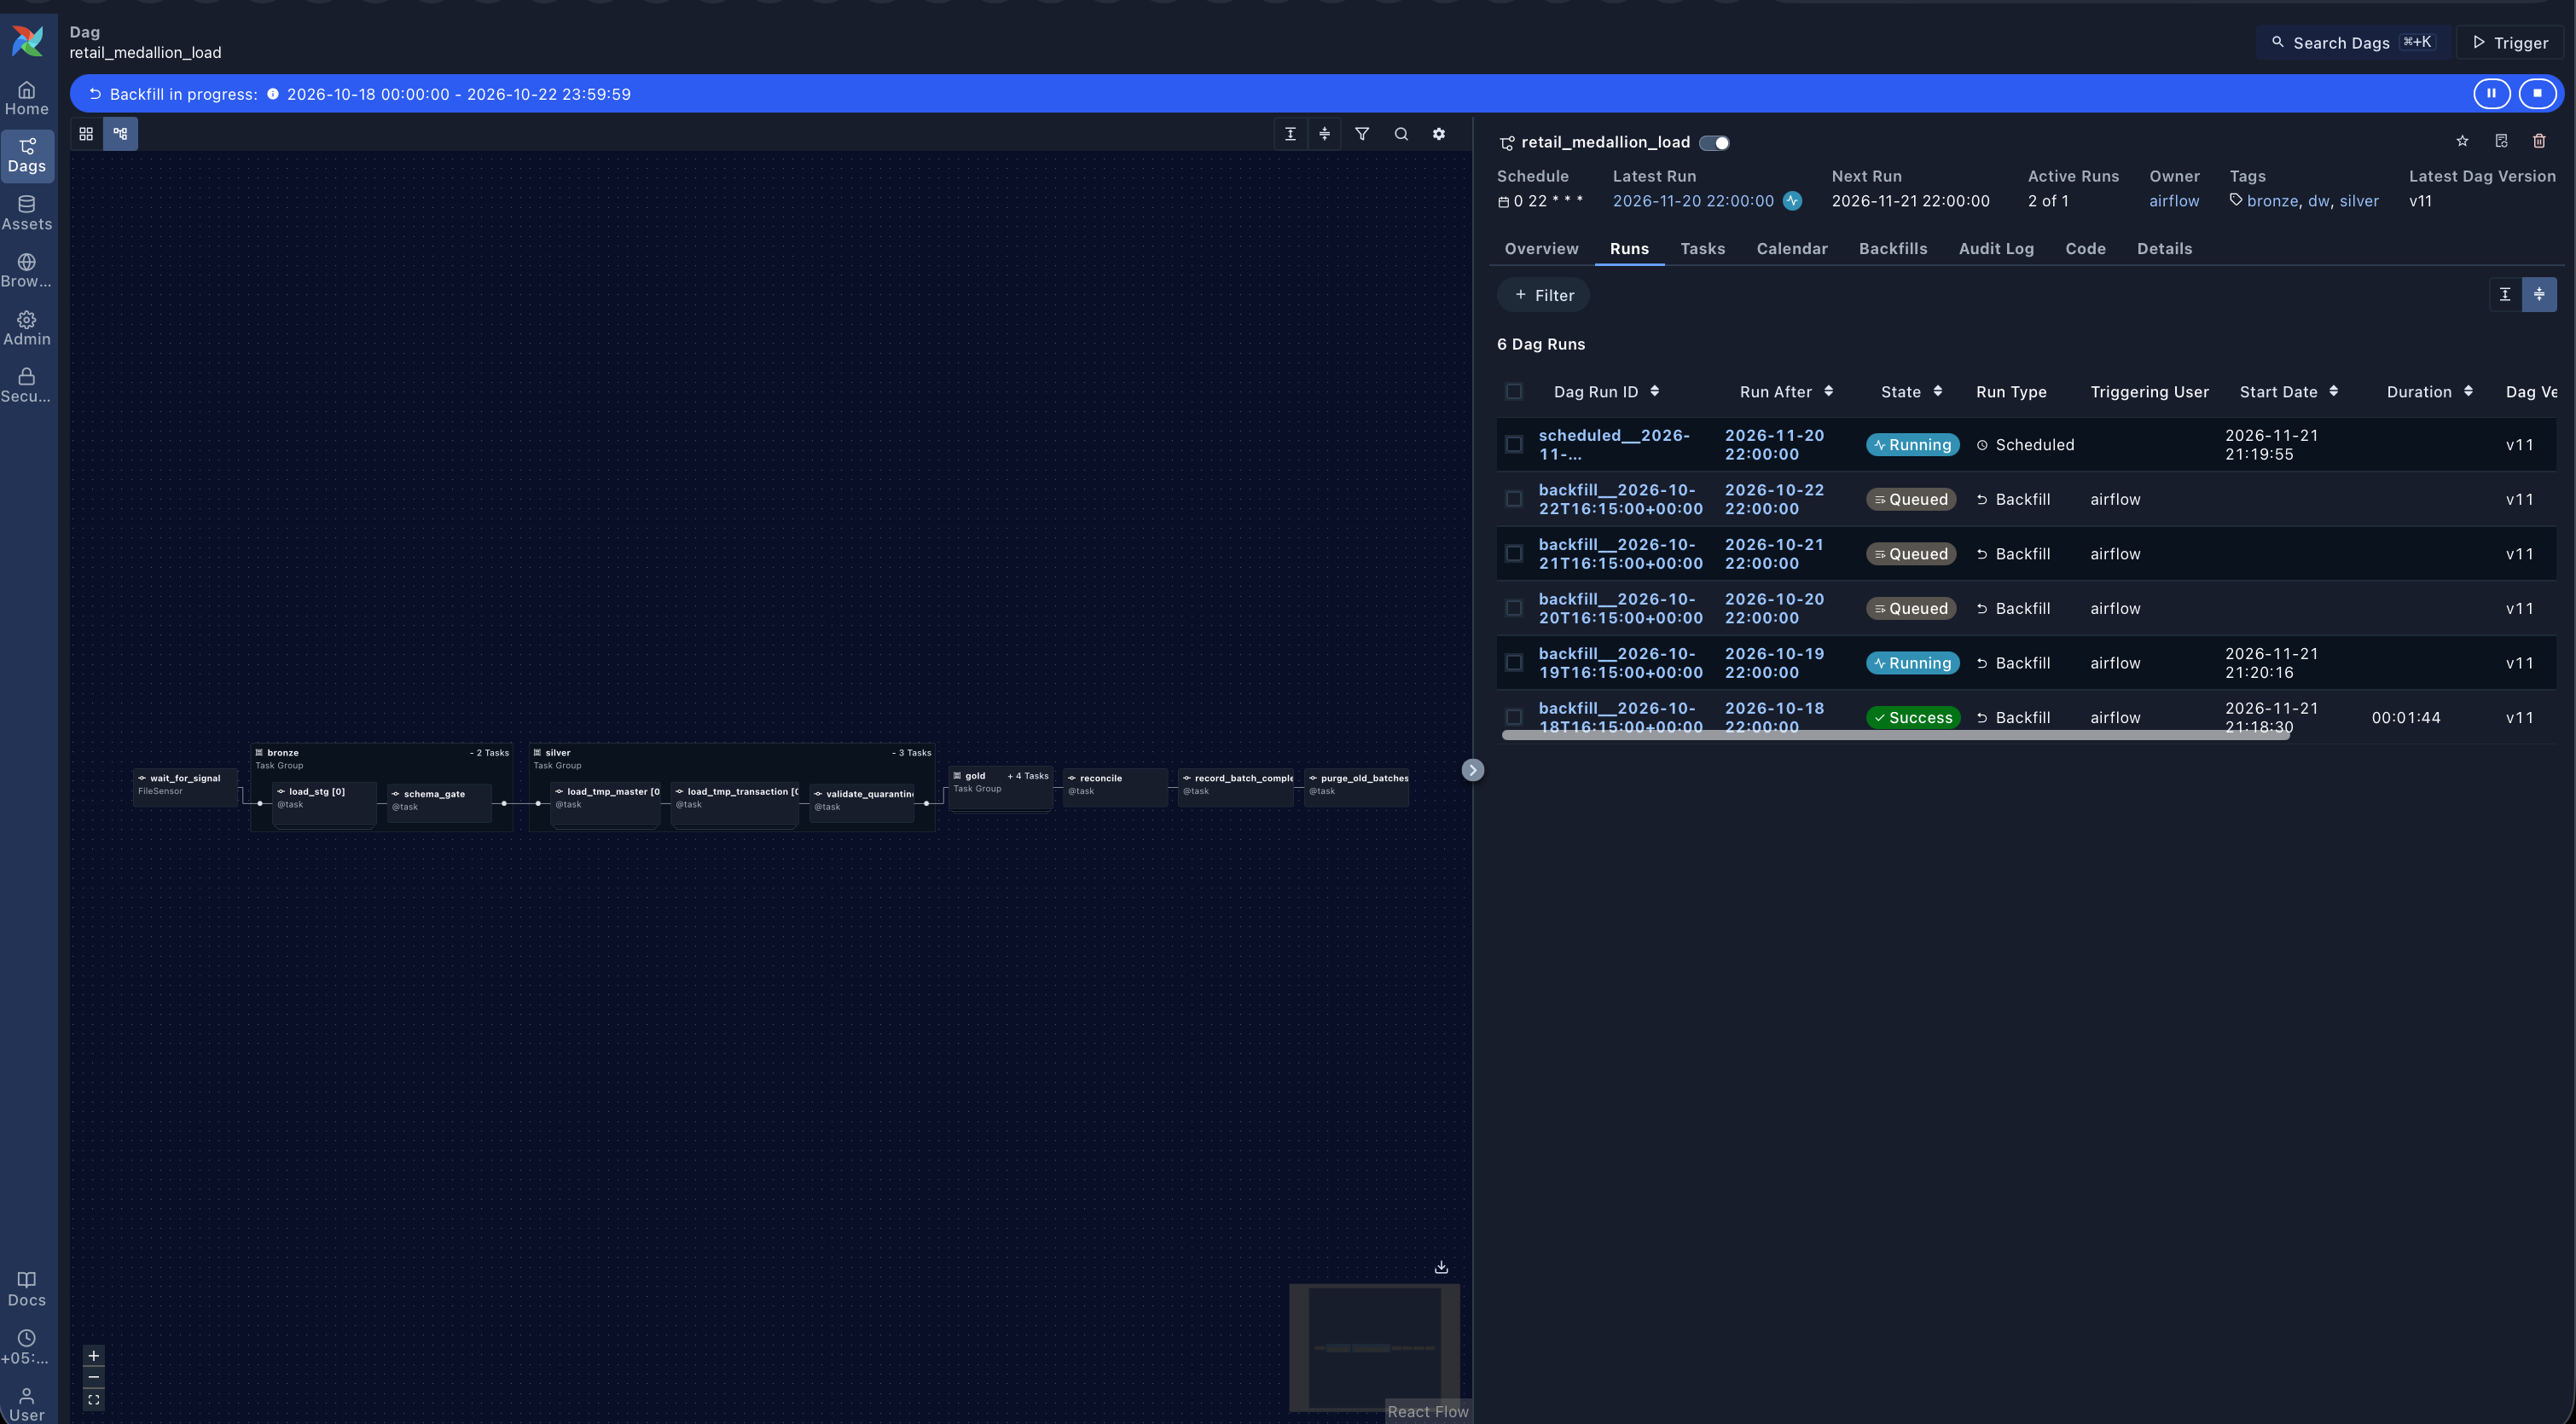 Dag
retail_medallion_load
Search Dags ⌘+K
Trigger
Backfill in progress: 2026-10-18 00:00:00 - 2026-10-22 23:59:59
Home
Dags
Assets
Brow...
Admin
Secu...
Docs
+05:...
User
wait_for_signal
FileSensor
bronze - 2 Tasks
Task Group
load_stg [0]
@task
schema_gate
@task
silver - 3 Tasks
Task Group
load_tmp_master [0
@task
load_tmp_transaction [0
@task
validate_quarantin
@task
gold + 4 Tasks
Task Group
reconcile
@task
record_batch_comple
@task
purge_old_batches
@task
React Flow
retail_medallion_load
Schedule
0 22 * * *
Latest Run
2026-11-20 22:00:00
Next Run
2026-11-21 22:00:00
Active Runs
2 of 1
Owner
airflow
Tags
bronze, dw, silver
Latest Dag Version
v11
Overview Runs Tasks Calendar Backfills Audit Log Code Details
+ Filter
6 Dag Runs
Dag Run ID Run After State Run Type Triggering User Start Date Duration Dag Ve
scheduled__2026-11-... 2026-11-20 22:00:00 Running Scheduled 2026-11-21 21:19:55 v11
backfill__2026-10-22T16:15:00+00:00 2026-10-22 22:00:00 Queued Backfill airflow v11
backfill__2026-10-21T16:15:00+00:00 2026-10-21 22:00:00 Queued Backfill airflow v11
backfill__2026-10-20T16:15:00+00:00 2026-10-20 22:00:00 Queued Backfill airflow v11
backfill__2026-10-19T16:15:00+00:00 2026-10-19 22:00:00 Running Backfill airflow 2026-11-21 21:20:16 v11
backfill__2026-10-18T16:15:00+00:00 2026-10-18 22:00:00 Success Backfill airflow 2026-11-21 21:18:30 00:01:44 v11